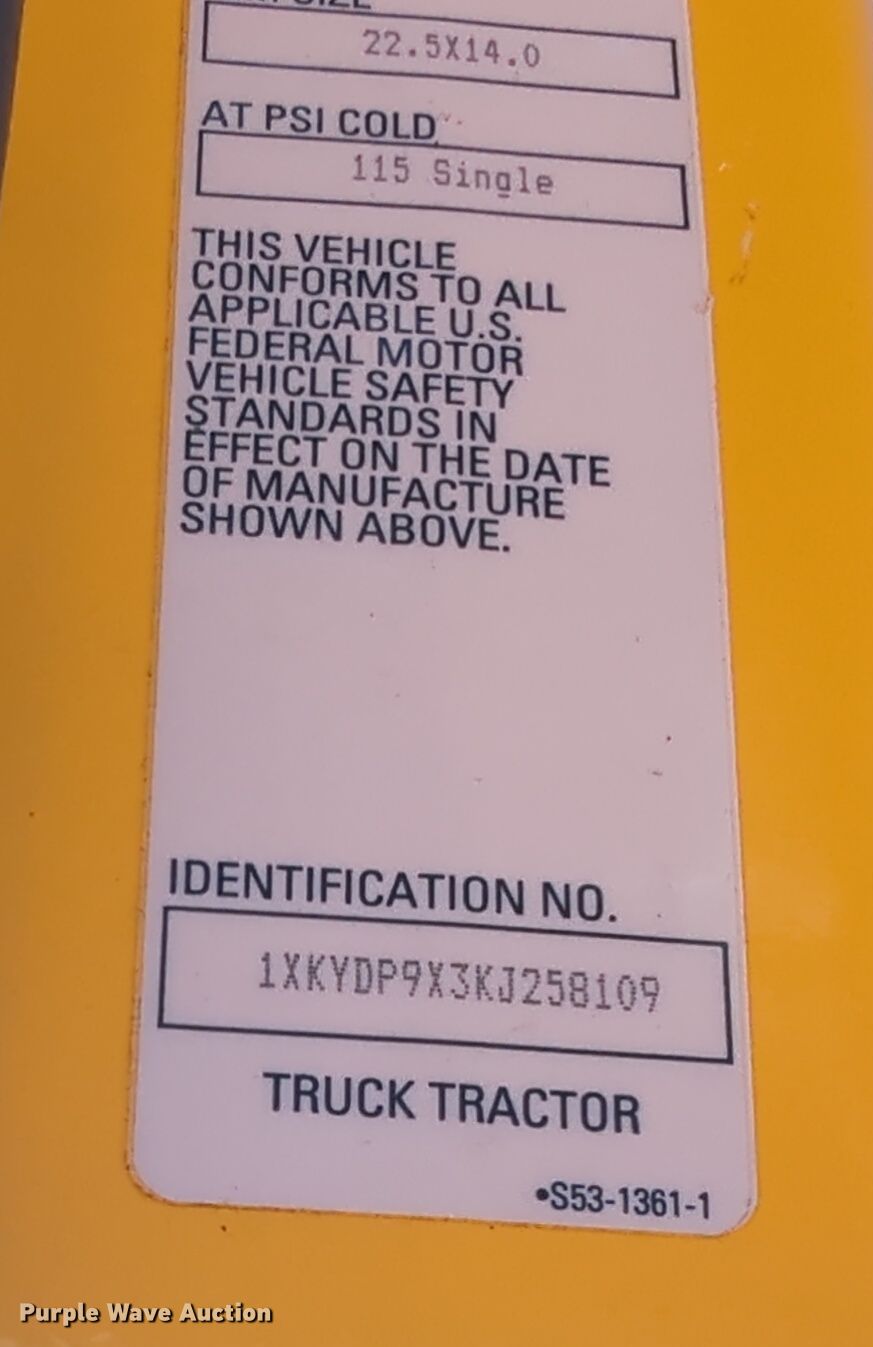 22.5X14.0
AT PSI COLD
115 Single
THIS VEHICLE
CONFORMS TO ALL
APPLICABLE U.S.
FEDERAL MOTOR
VEHICLE SAFETY
STANDARDS IN
EFFECT ON THE DATE
OF MANUFACTURE
SHOWN ABOVE.
IDENTIFICATION NO.
1XKYDP9X3KJ258109
TRUCK TRACTOR
•S53-1361-1
Purple Wave Auction